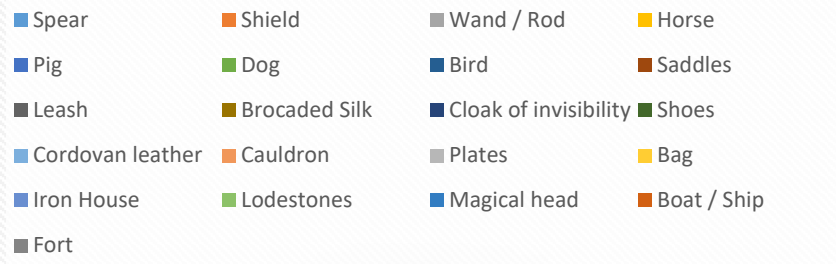 Spear Shield Wand / Rod Horse
Pig Dog Bird Saddles
Leash Brocaded Silk Cloak of invisibility Shoes
Cordovan leather Cauldron Plates Bag
Iron House Lodestones Magical head Boat / Ship
Fort